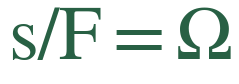 s/F = Ω